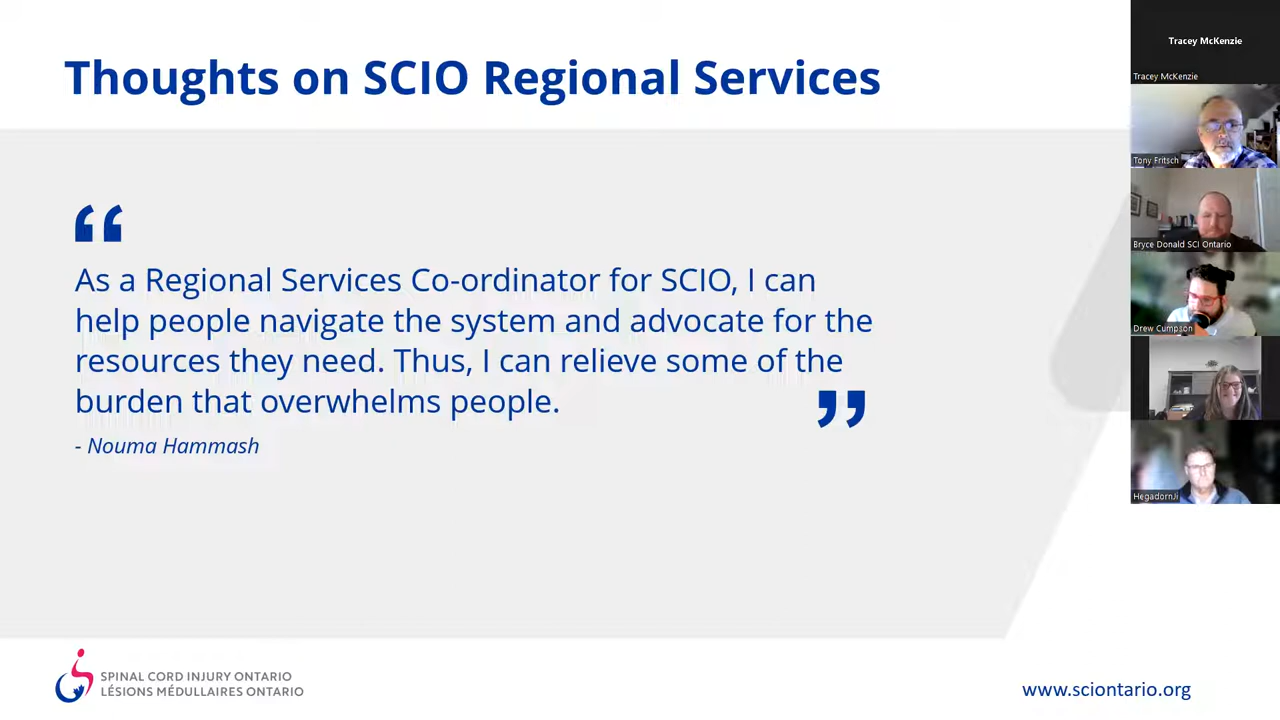 Thoughts on SCIO Regional Services
“
As a Regional Services Co-ordinator for SCIO, I can
help people navigate the system and advocate for the
resources they need. Thus, I can relieve some of the
burden that overwhelms people.
”
- Nouma Hammash
SPINAL CORD INJURY ONTARIO
LÉSIONS MÉDULLAIRES ONTARIO
www.sciontario.org
Tracey McKenzie
Tracey McKenzie
Tony Fritsch
Bryce Donald SCI Ontario
Drew Cumpson
HegadornJi